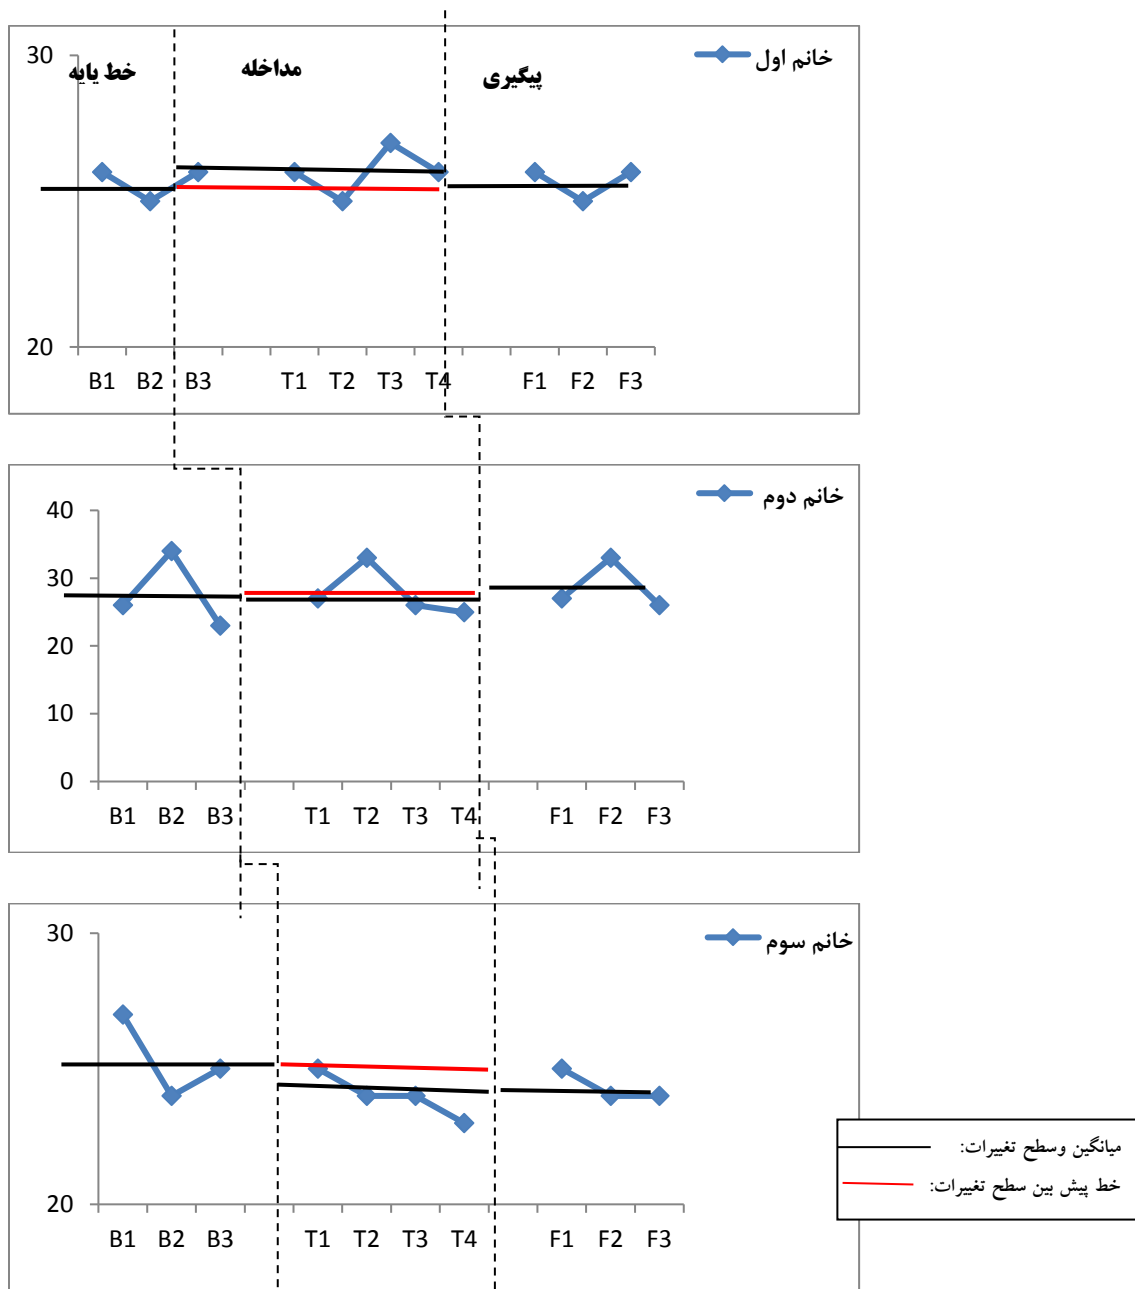 30
خط پایه
مداخله
پیگیری
خانم اول
20
B1 B2 B3 T1 T2 T3 T4 F1 F2 F3
خانم دوم
40
30
20
10
0
B1 B2 B3 T1 T2 T3 T4 F1 F2 F3
30
خانم سوم
20
B1 B2 B3 T1 T2 T3 T4 F1 F2 F3
میانگین وسطح تغییرات:
خط پیش بین سطح تغییرات: